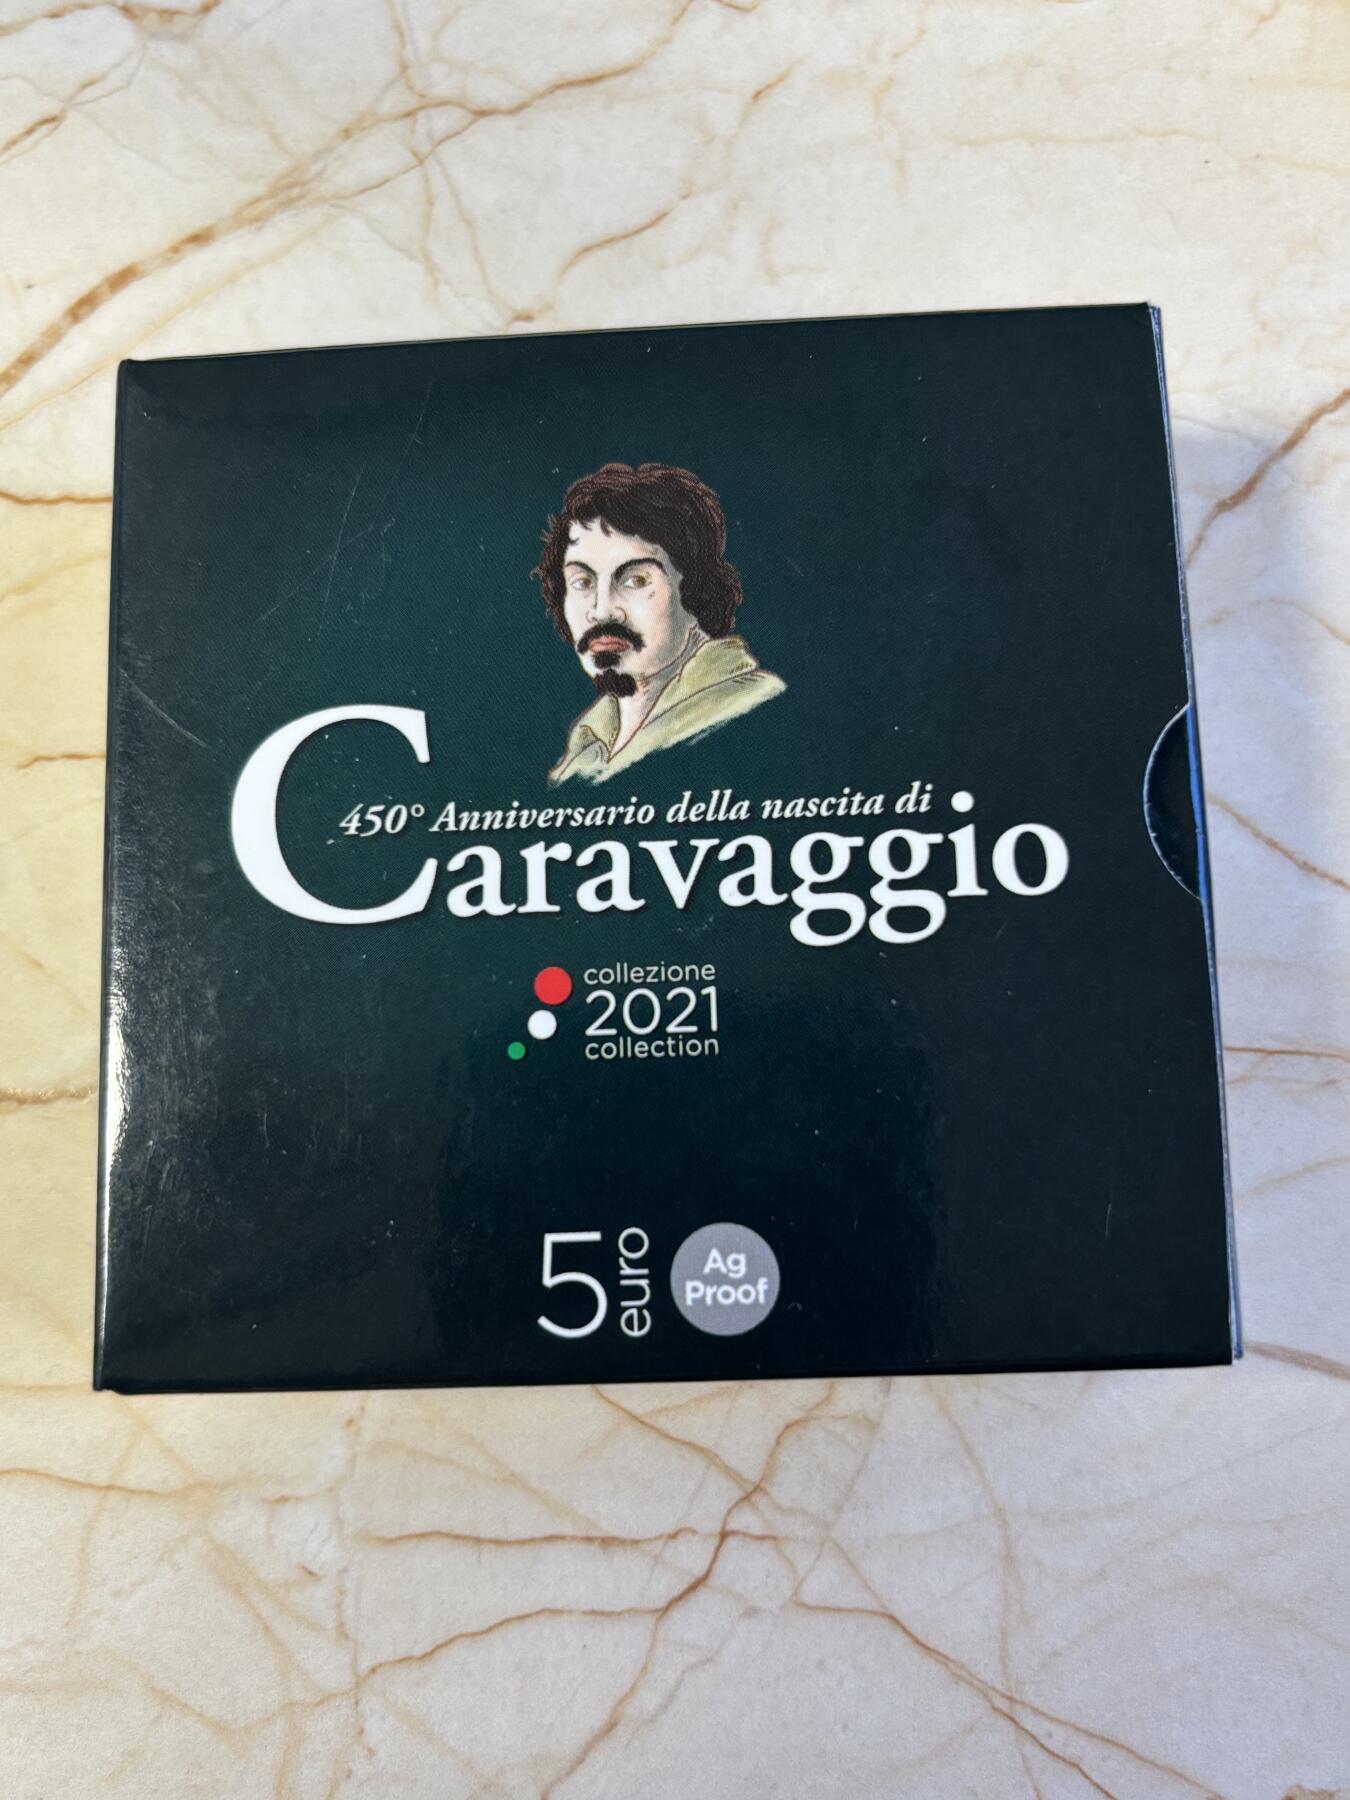 450° Anniversario della nascita di
Caravaggio
collezione
2021
collection
5 euro
Ag
Proof